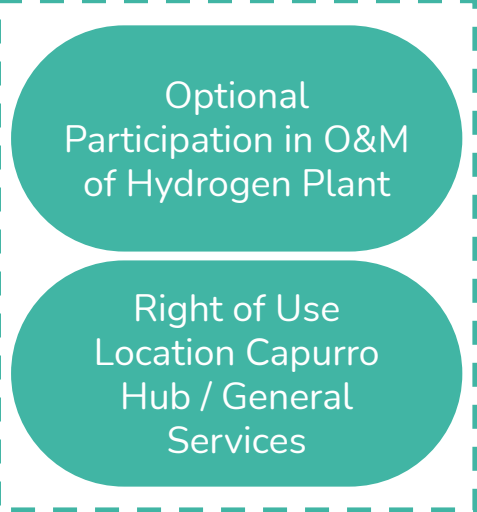 Optional
Participation in O&M
of Hydrogen Plant
Right of Use
Location Capurro
Hub / General
Services